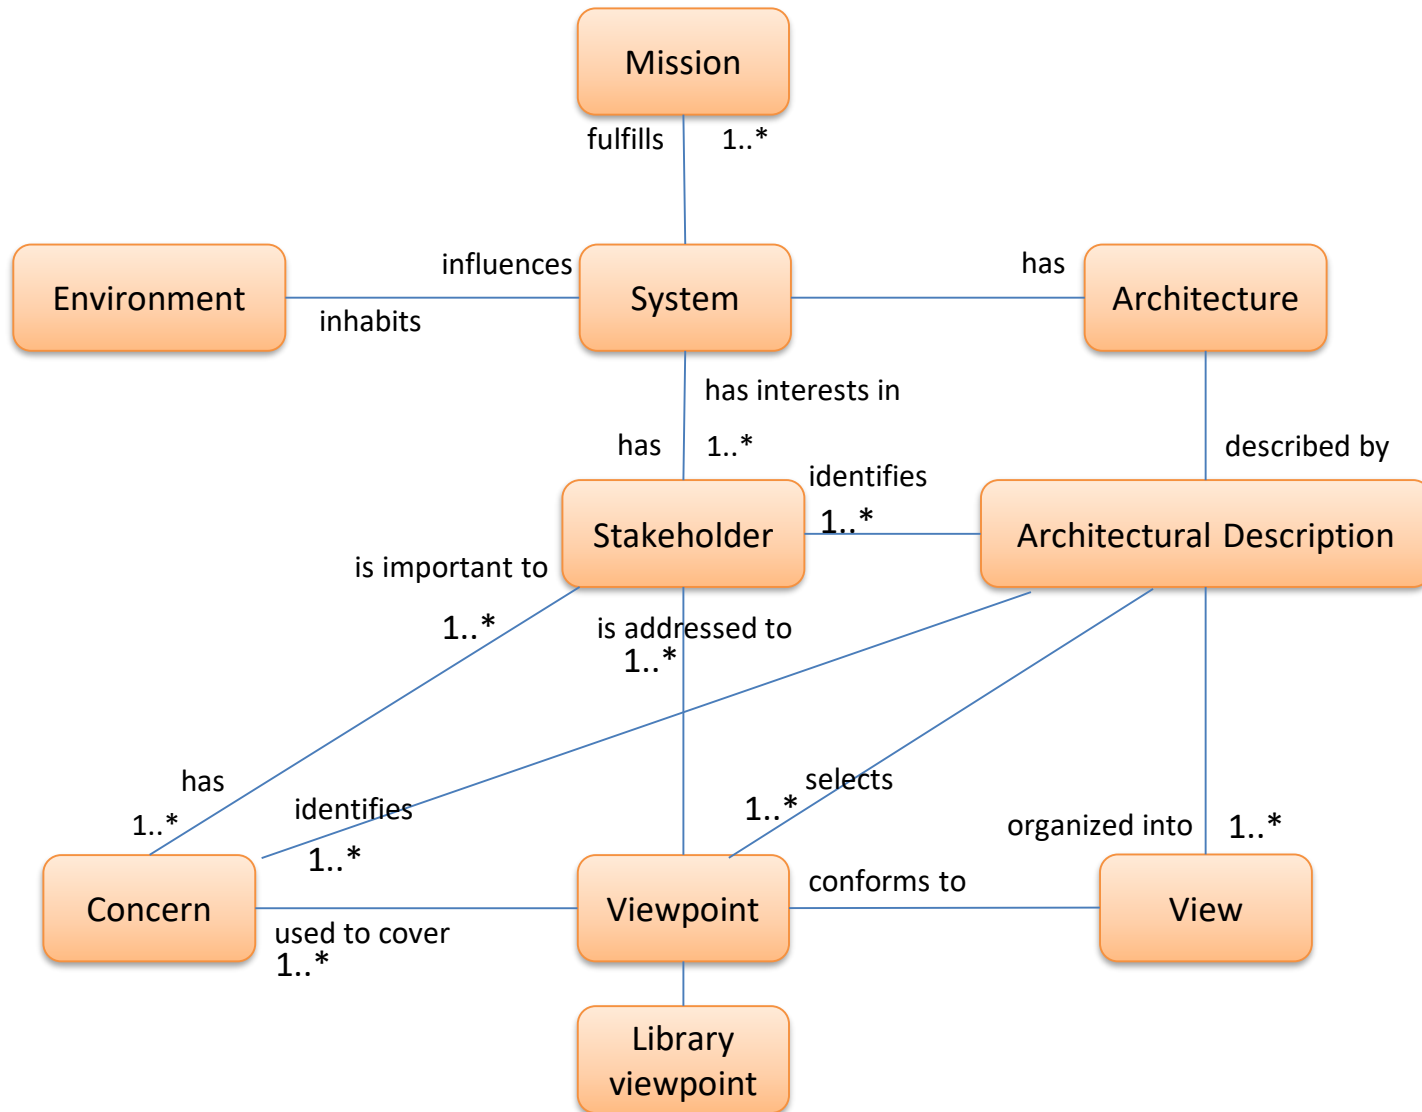 Mission
fulfills
1..*
influences
has
Environment
System
Architecture
inhabits
has interests in
has
1..*
described by
identifies
1..*
Stakeholder
Architectural Description
is important to
1..*
is addressed to
1..*
has
1..*
identifies
1..*
selects
1..*
organized into
1..*
conforms to
Concern
Viewpoint
View
used to cover
1..*
Library
viewpoint